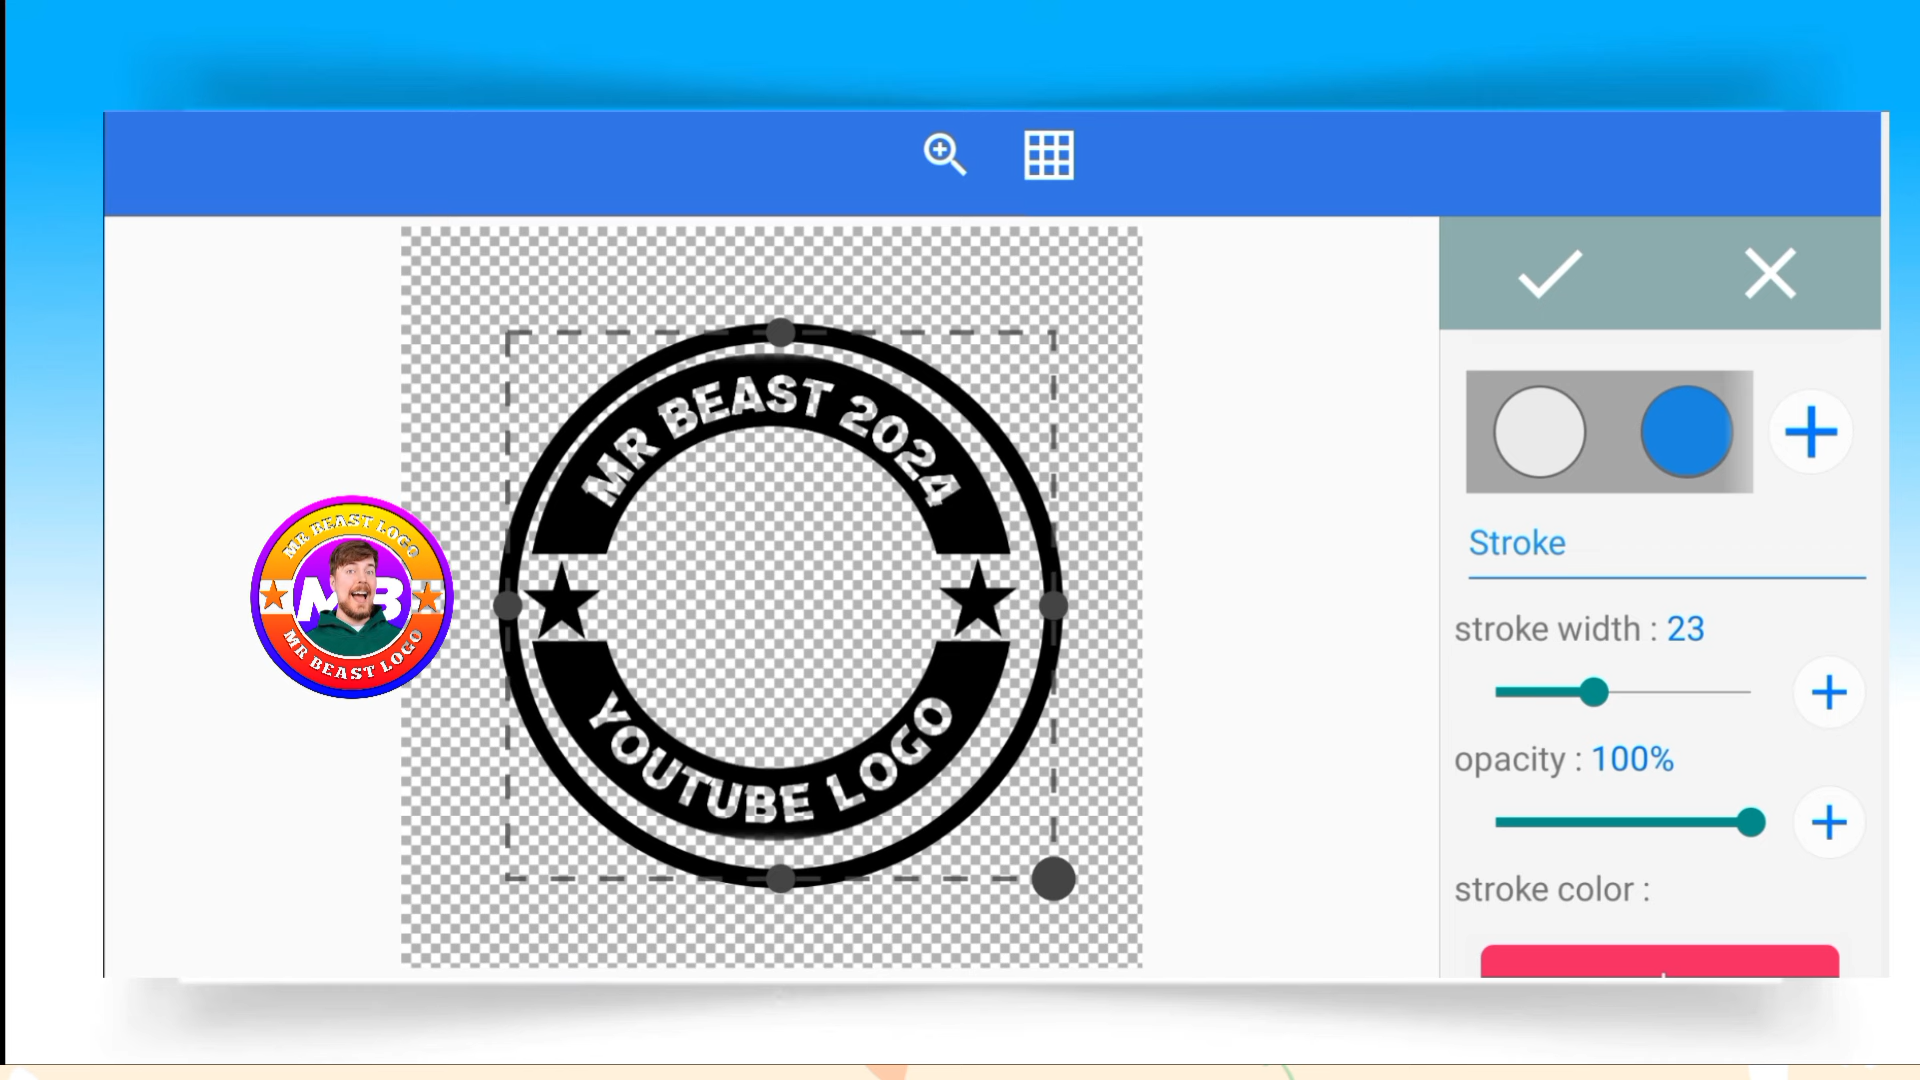 MR BEAST 2024
YOUTUBE LOGO
MR BEAST LOGO
MB
MR BEAST LOGO
Stroke
stroke width : 23
opacity : 100%
stroke color :